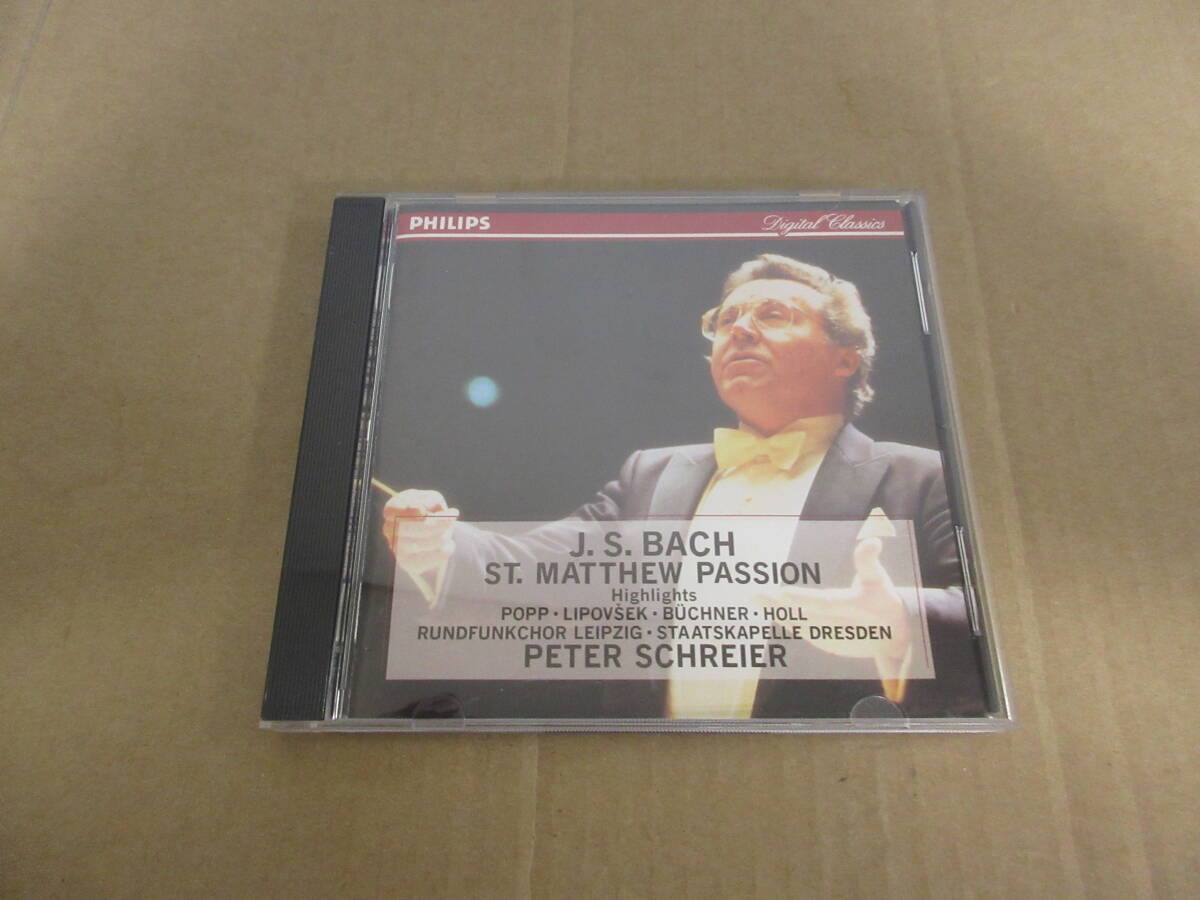 PHILIPS
Digital Classics
J. S. BACH
ST. MATTHEW PASSION
Highlights
POPP · LIPOVŠEK · BÜCHNER · HOLL
RUNDFUNKCHOR LEIPZIG · STAATSKAPELLE DRESDEN
PETER SCHREIER